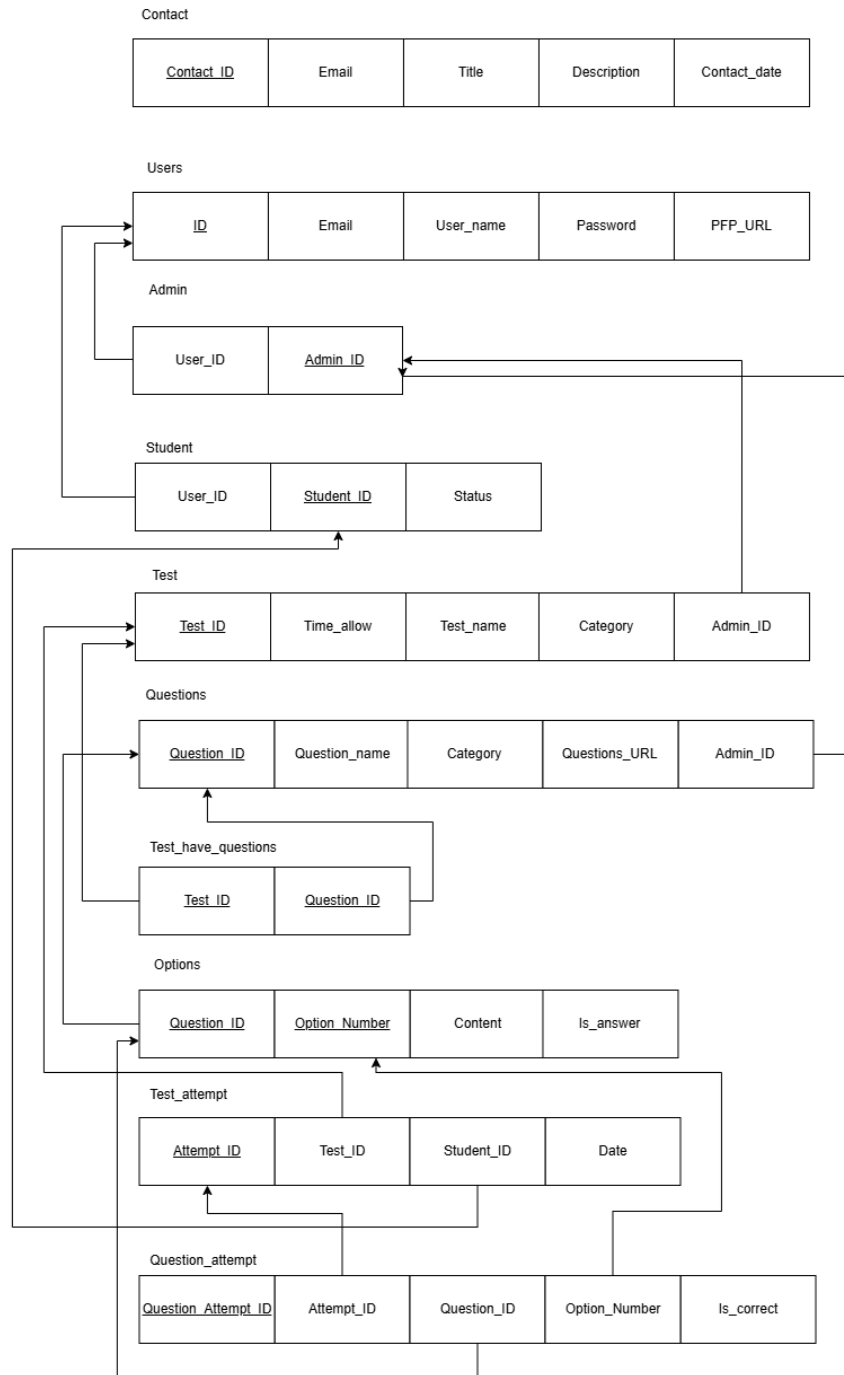 Contact
Contact_ID Email Title Description Contact_date
Users
ID Email User_name Password PFP_URL
Admin
User_ID Admin_ID
Student
User_ID Student_ID Status
Test
Test_ID Time_allow Test_name Category Admin_ID
Questions
Question_ID Question_name Category Questions_URL Admin_ID
Test_have_questions
Test_ID Question_ID
Options
Question_ID Option_Number Content Is_answer
Test_attempt
Attempt_ID Test_ID Student_ID Date
Question_attempt
Question_Attempt_ID Attempt_ID Question_ID Option_Number Is_correct